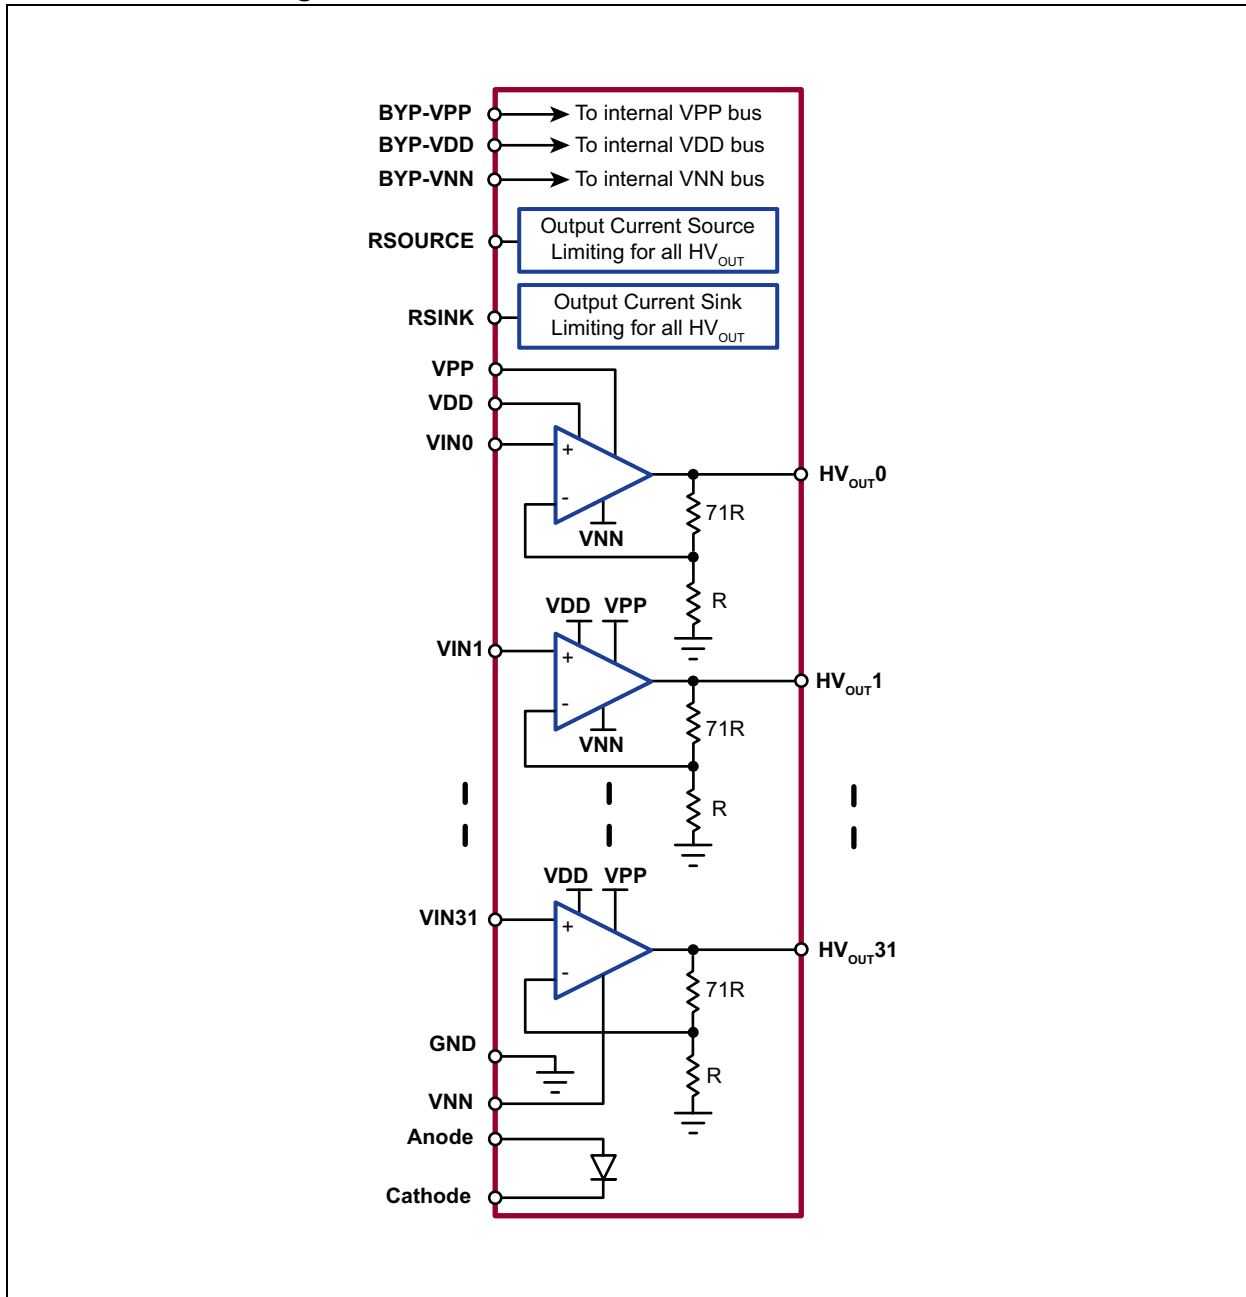 BYP-VPP To internal VPP bus
BYP-VDD To internal VDD bus
BYP-VNN To internal VNN bus
RSOURCE
Output Current Source
Limiting for all HVOUT
RSINK
Output Current Sink
Limiting for all HVOUT
VPP
VDD
VIN0
+
-
VNN
HVOUT0
71R
R
VDD VPP
VIN1
+
-
VNN
HVOUT1
71R
R
VDD VPP
VIN31
+
-
HVOUT31
71R
R
GND
VNN
Anode
Cathode